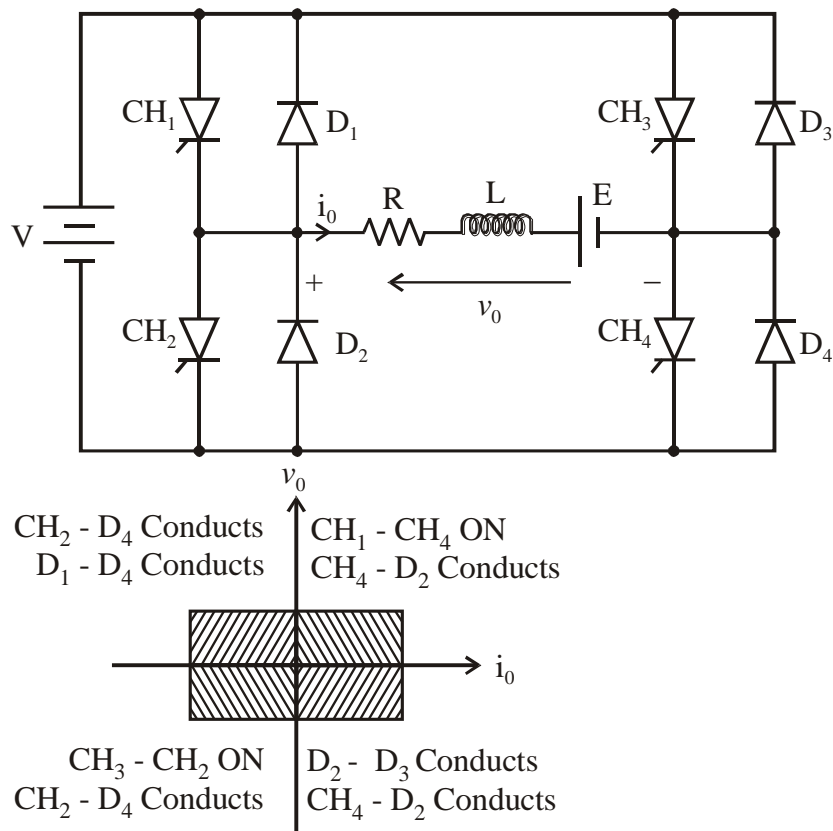 CH₁
D₁
CH₃
D₃
V
i₀
R
L
E
+
v₀
−
CH₂
D₂
CH₄
D₄
v₀
CH₂ - D₄ Conducts
D₁ - D₄ Conducts
CH₁ - CH₄ ON
CH₄ - D₂ Conducts
i₀
CH₃ - CH₂ ON
CH₂ - D₄ Conducts
D₂ - D₃ Conducts
CH₄ - D₂ Conducts